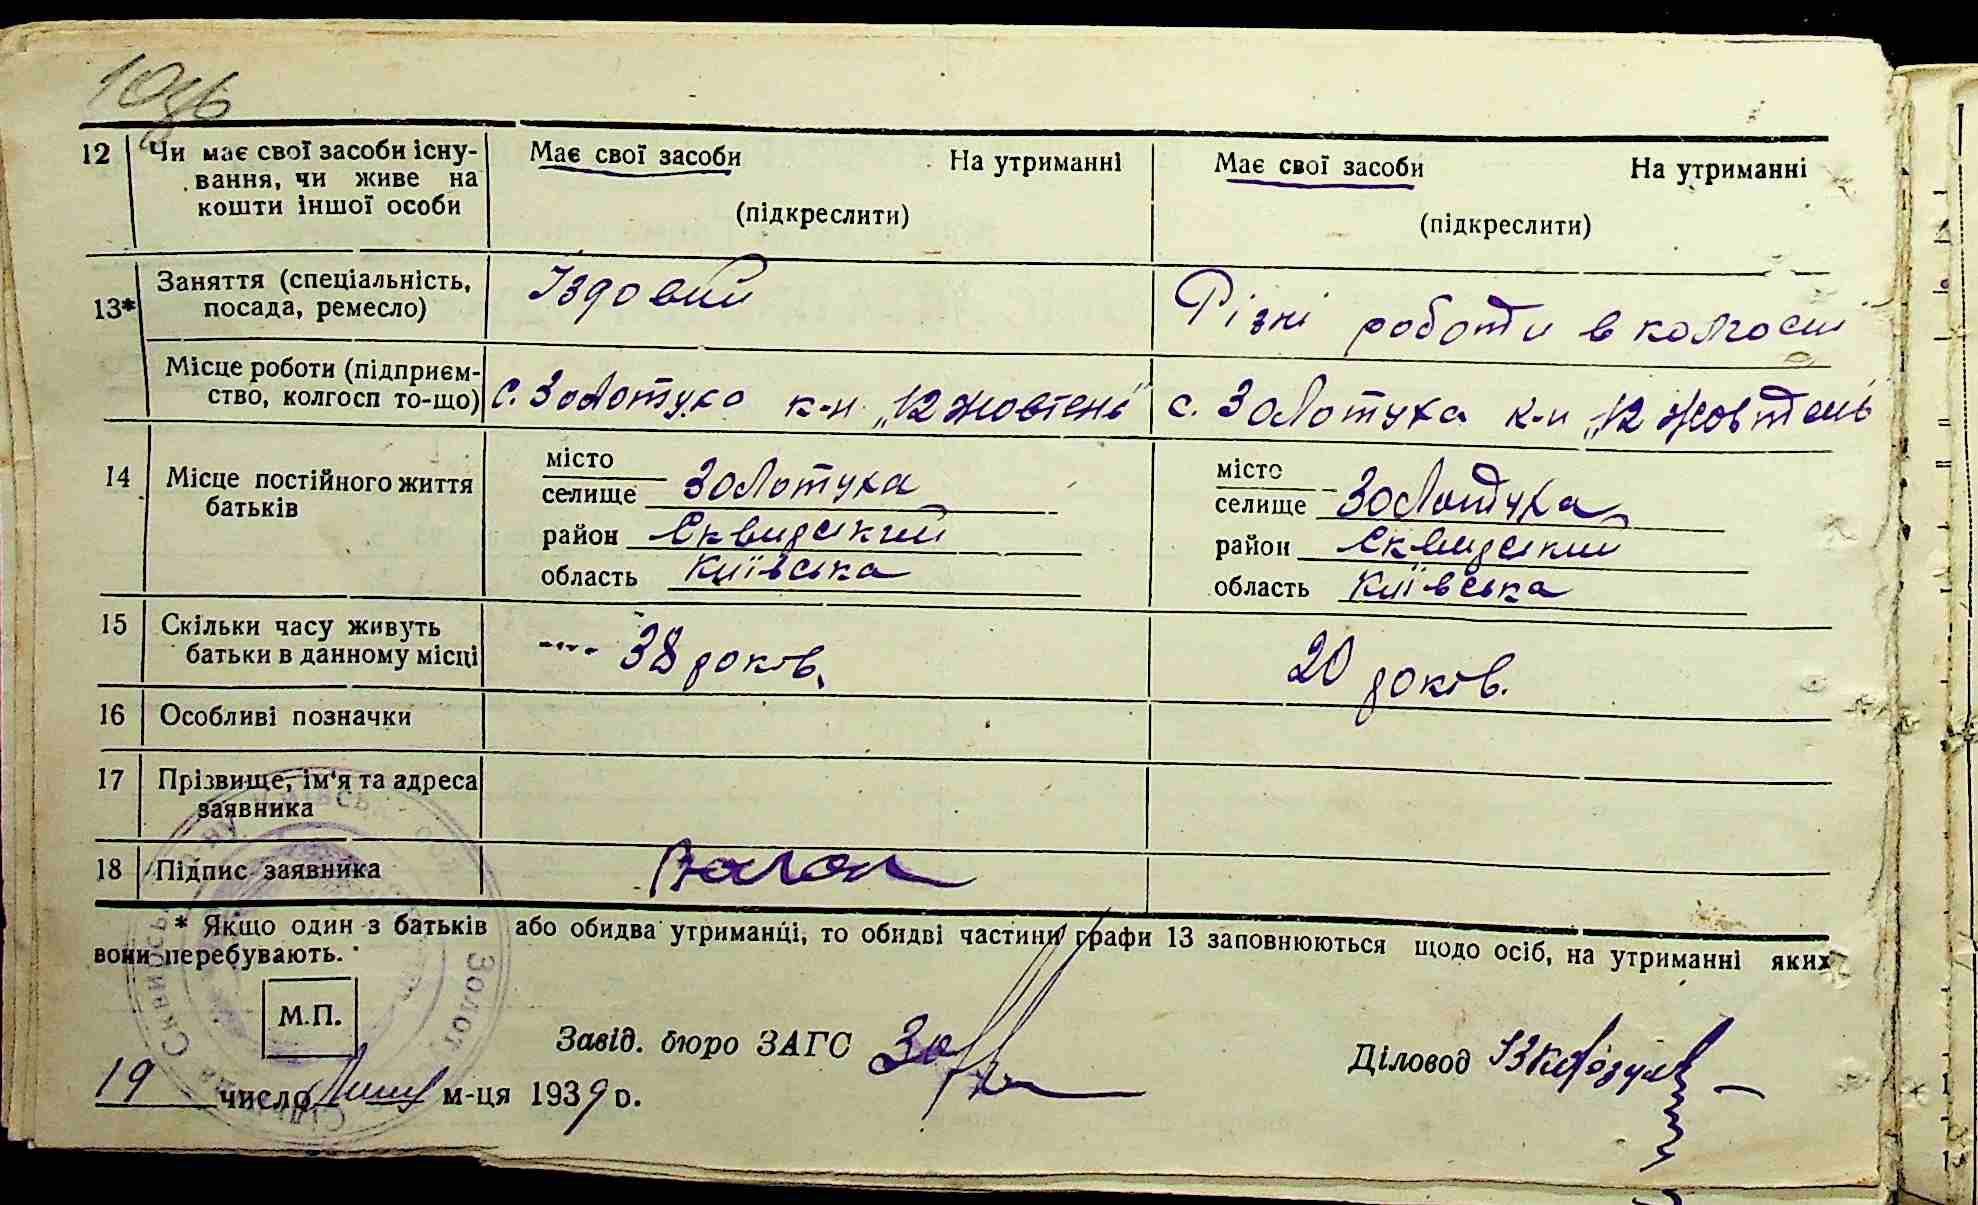 12 Чи має свої засоби існу- Має свої засоби На утриманні Має свої засоби На утриманні
вання, чи живе на
кошти іншої особи (підкреслити) (підкреслити)
13* Заняття (спеціальність, Їздовий Різні роботи в колгоспі
посада, ремесло)
Місце роботи (підприєм-
ство, колгосп то-що) с. Золотуха к-п „12 Жовтень" с. Золотуха к-п „12 Жовтень"
14 Місце постійного життя місто місто
батьків селище Золотуха селище Золотуха
район Сквирський район Сквирський
область Київська область Київська
15 Скільки часу живуть 38 років. 20 років.
батьки в данному місці
16 Особливі позначки
17 Прізвище, ім'я та адреса
заявника
18 Підпис заявника
* Якщо один з батьків або обидва утриманці, то обидві частини графи 13 заповнюються щодо осіб, на утриманні яких
вони перебувають.
М.П.
Завід. бюро ЗАГС Діловод
19 число м-ця 1939 р.